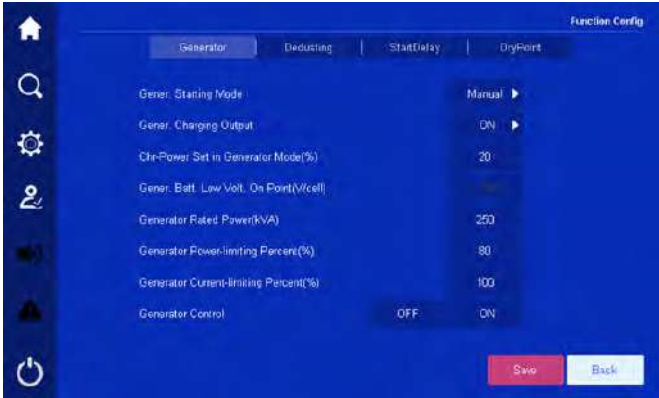 Function Config
Generator Dedusting StartDelay DryPoint
Gener. Starting Mode Manual
Gener. Charging Output ON
Chr-Power Set in Generator Mode(%) 20
Gener. Batt. Low Volt. On Point(V/cell)
Generator Rated Power(kVA) 250
Generator Power-limiting Percent(%) 80
Generator Current-limiting Percent(%) 100
Generator Control OFF ON
Save Back